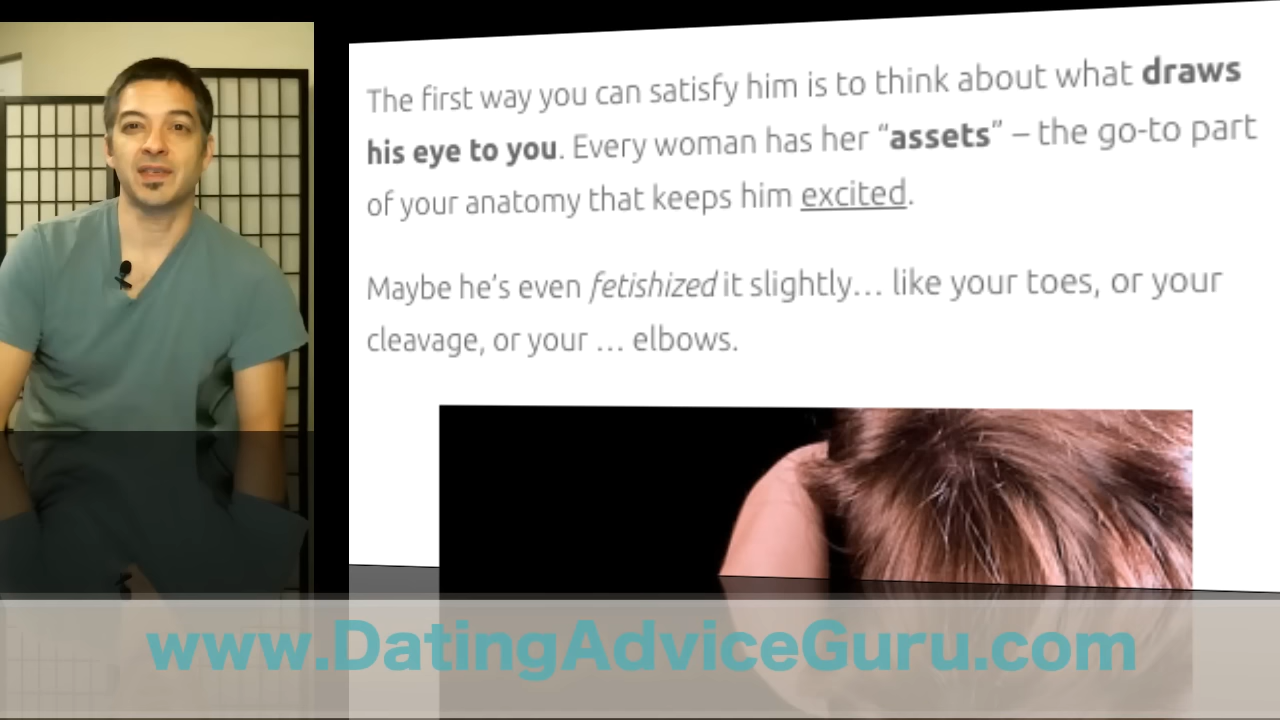 The first way you can satisfy him is to think about what draws
his eye to you. Every woman has her “assets” – the go-to part
of your anatomy that keeps him excited.
Maybe he’s even fetishized it slightly… like your toes, or your
cleavage, or your … elbows.
www.DatingAdviceGuru.com